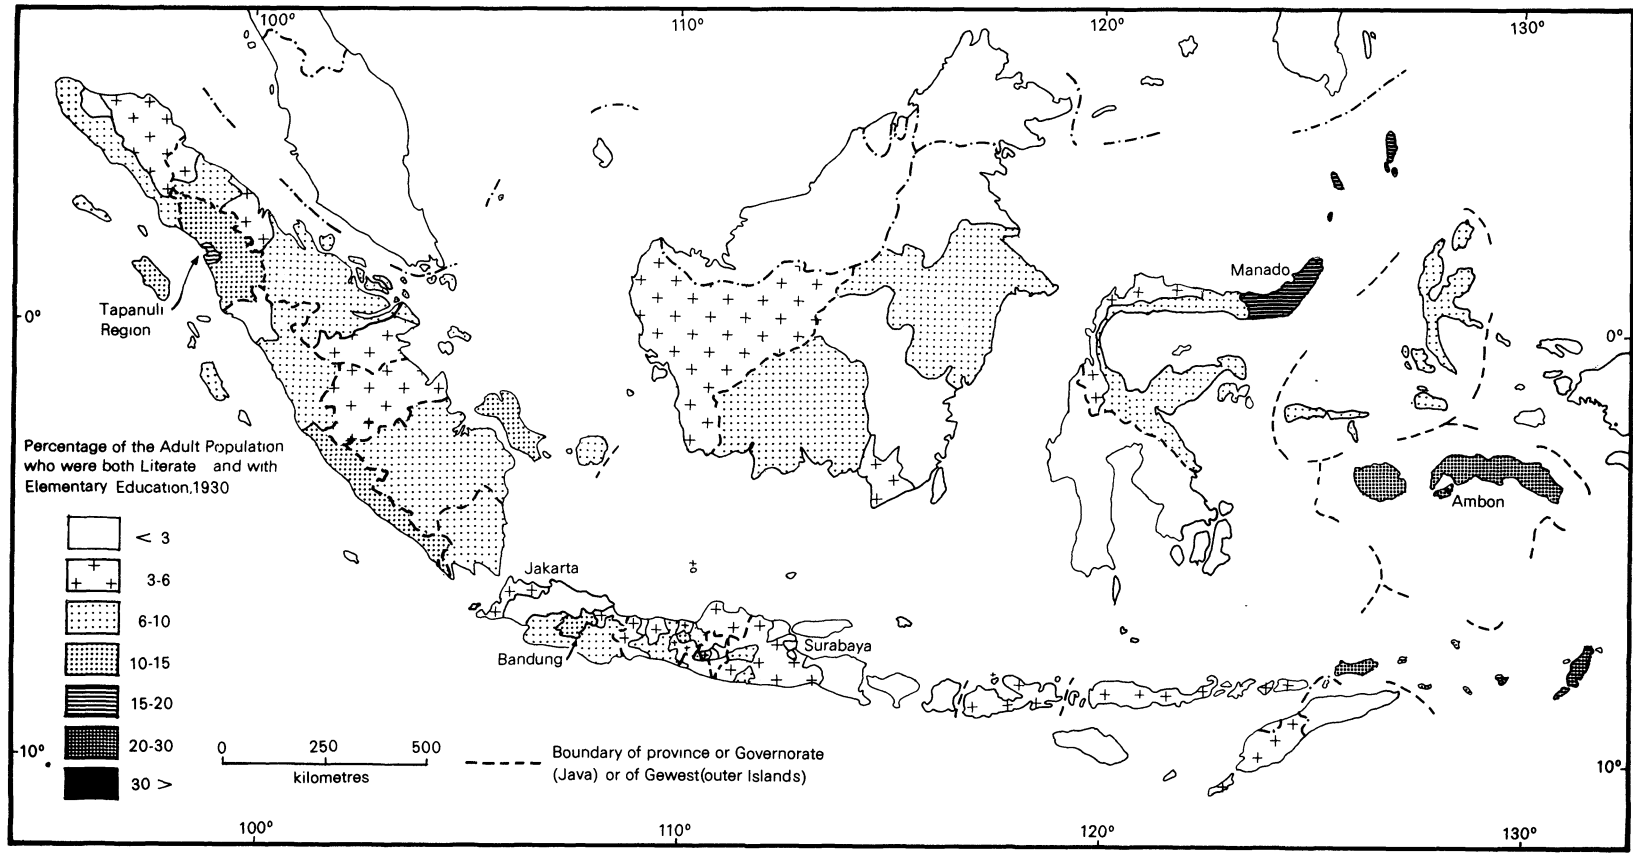 100°
110°
120°
130°
Manado
Tapanuli
Region
0°
0°
Percentage of the Adult Population
who were both Literate and with
Elementary Education,1930
Ambon
< 3
3-6
6-10
10-15
15-20
20-30
30 >
Jakarta
Bandung
Surabaya
0 250 500
kilometres
Boundary of province or Governorate
(Java) or of Gewest(outer Islands)
10°
10°
100°
110°
120°
130°